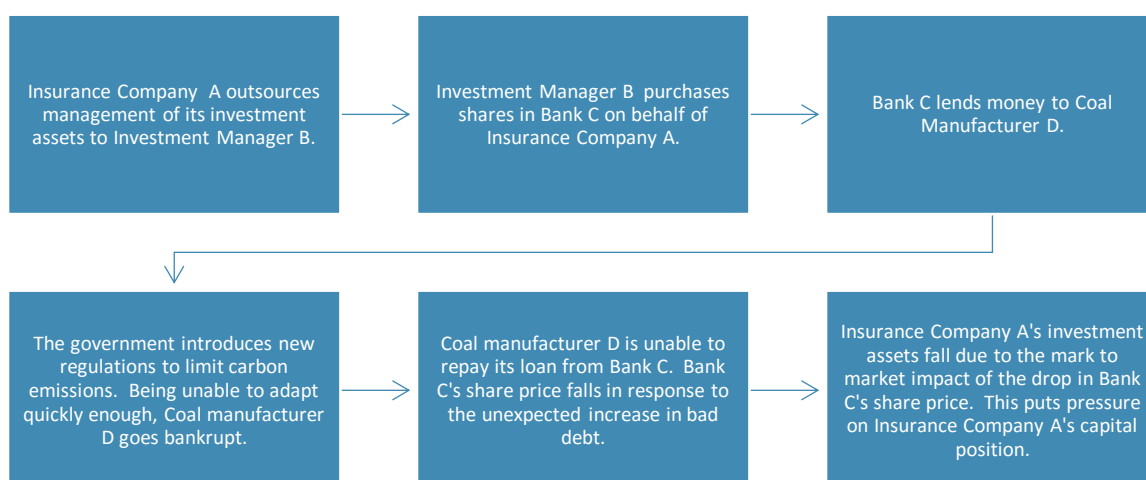 Insurance Company A outsources
management of its investment
assets to Investment Manager B.
Investment Manager B purchases
shares in Bank C on behalf of
Insurance Company A.
Bank C lends money to Coal
Manufacturer D.
The government introduces new
regulations to limit carbon
emissions. Being unable to adapt
quickly enough, Coal manufacturer
D goes bankrupt.
Coal manufacturer D is unable to
repay its loan from Bank C. Bank
C's share price falls in response to
the unexpected increase in bad
debt.
Insurance Company A's investment
assets fall due to the mark to
market impact of the drop in Bank
C's share price. This puts pressure
on Insurance Company A's capital
position.